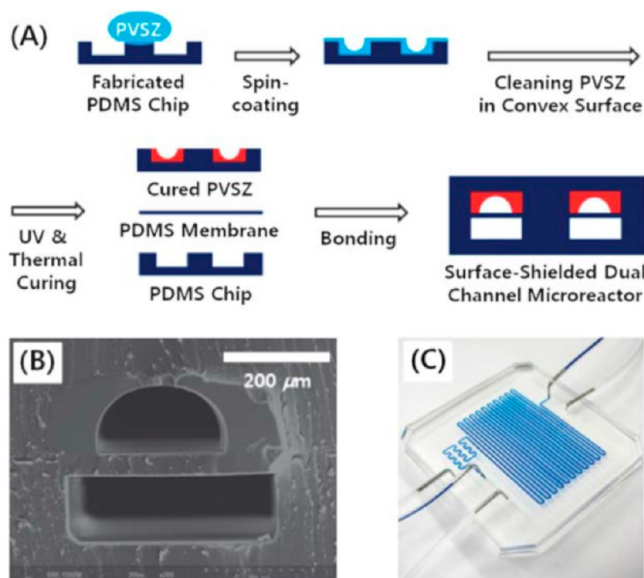 (A)
PVSZ
Fabricated
PDMS Chip
Spin-
coating
Cleaning PVSZ
in Convex Surface
UV &
Thermal
Curing
Cured PVSZ
PDMS Membrane
PDMS Chip
Bonding
Surface-Shielded Dual
Channel Microreactor
(B)
200 μm
(C)